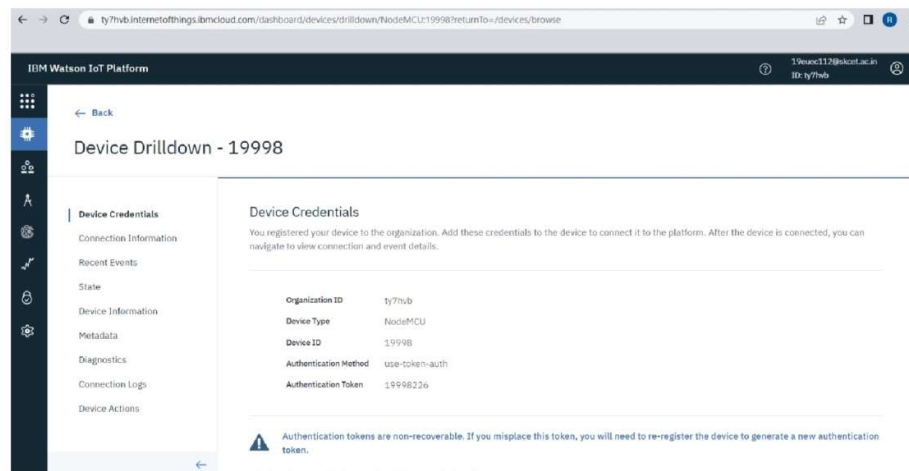 ty7hvb.internetofthings.ibmcloud.com/dashboard/devices/drilldown/NodeMCU:19998?returnTo=/devices/browse
R
IBM Watson IoT Platform
19euec112@skcet.ac.in
ID: ty7hvb
Back
Device Drilldown - 19998
Device Credentials
Connection Information
Recent Events
State
Device Information
Metadata
Diagnostics
Connection Logs
Device Actions
Device Credentials
You registered your device to the organization. Add these credentials to the device to connect it to the platform. After the device is connected, you can
navigate to view connection and event details.
Organization ID ty7hvb
Device Type NodeMCU
Device ID 19998
Authentication Method use-token-auth
Authentication Token 19998226
Authentication tokens are non-recoverable. If you misplace this token, you will need to re-register the device to generate a new authentication
token.